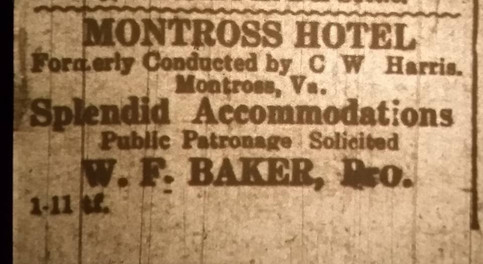 MONTROSS HOTEL
Formerly Conducted by C W Harris.
Montross, Va.
Splendid Accommodations
Public Patronage Solicited
W. F. BAKER, Pro.
1-11 tf.